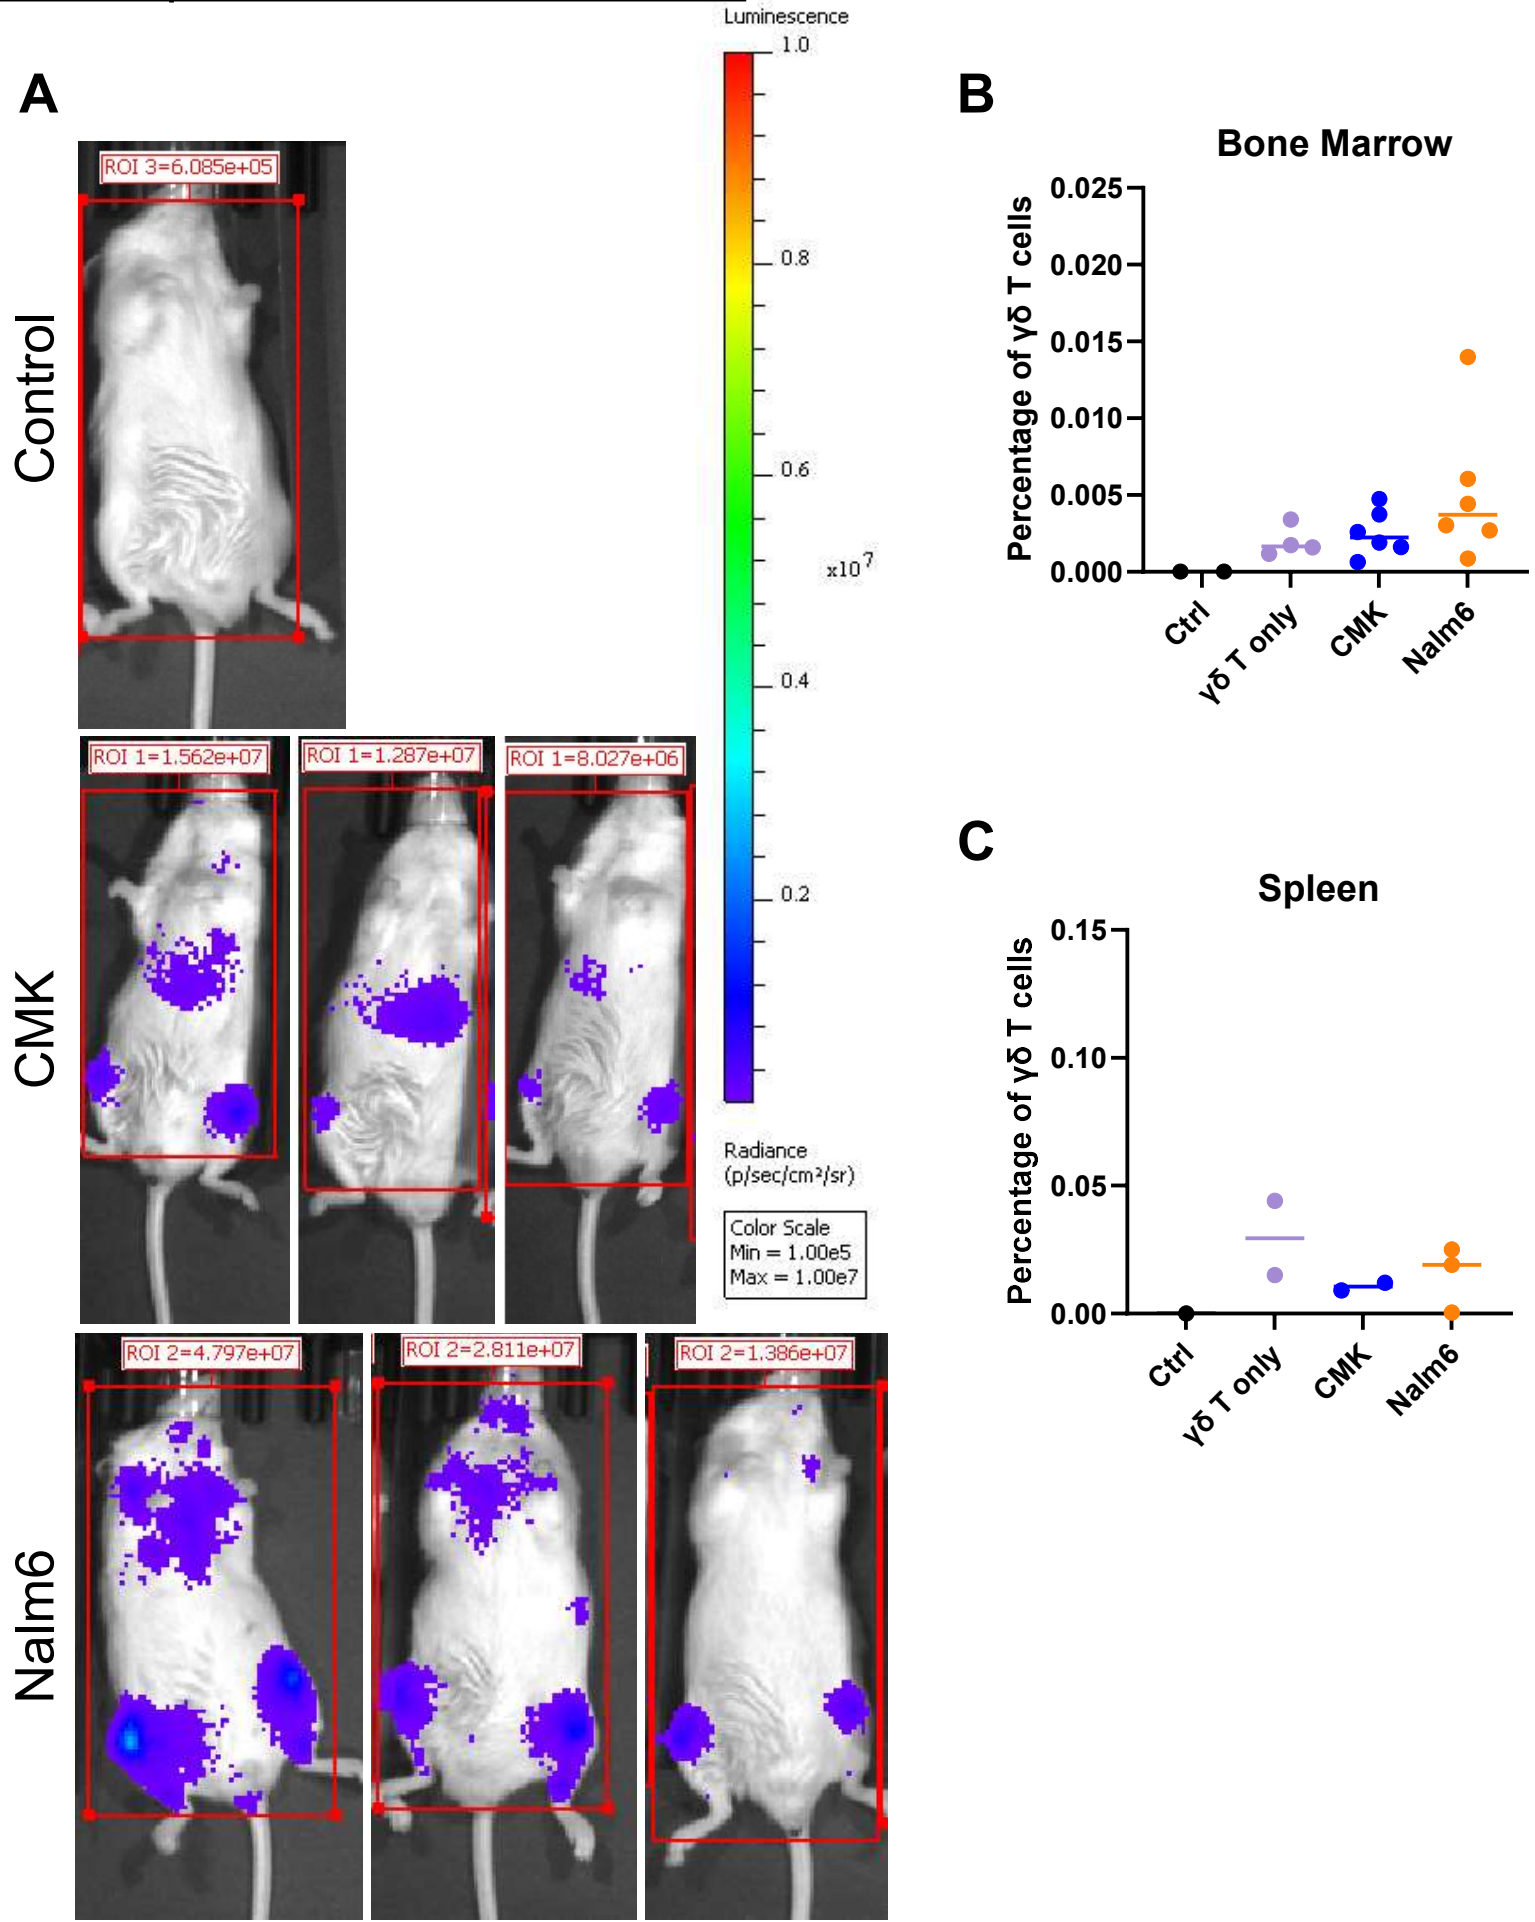 A
Control
ROI 3=6.085e+05
CMK
ROI 1=1.562e+07
ROI 1=1.287e+07
ROI 1=8.027e+06
Nalm6
ROI 2=4.797e+07
ROI 2=2.811e+07
ROI 2=1.386e+07
Luminescence
1.0
0.8
0.6
x10⁷
0.4
0.2
Radiance
(p/sec/cm²/sr)
Color Scale
Min = 1.00e5
Max = 1.00e7
B
Bone Marrow
Percentage of γδ T cells
0.025
0.020
0.015
0.010
0.005
0.000
Ctrl
γδ T only
CMK
Nalm6
C
Spleen
Percentage of γδ T cells
0.15
0.10
0.05
0.00
Ctrl
γδ T only
CMK
Nalm6